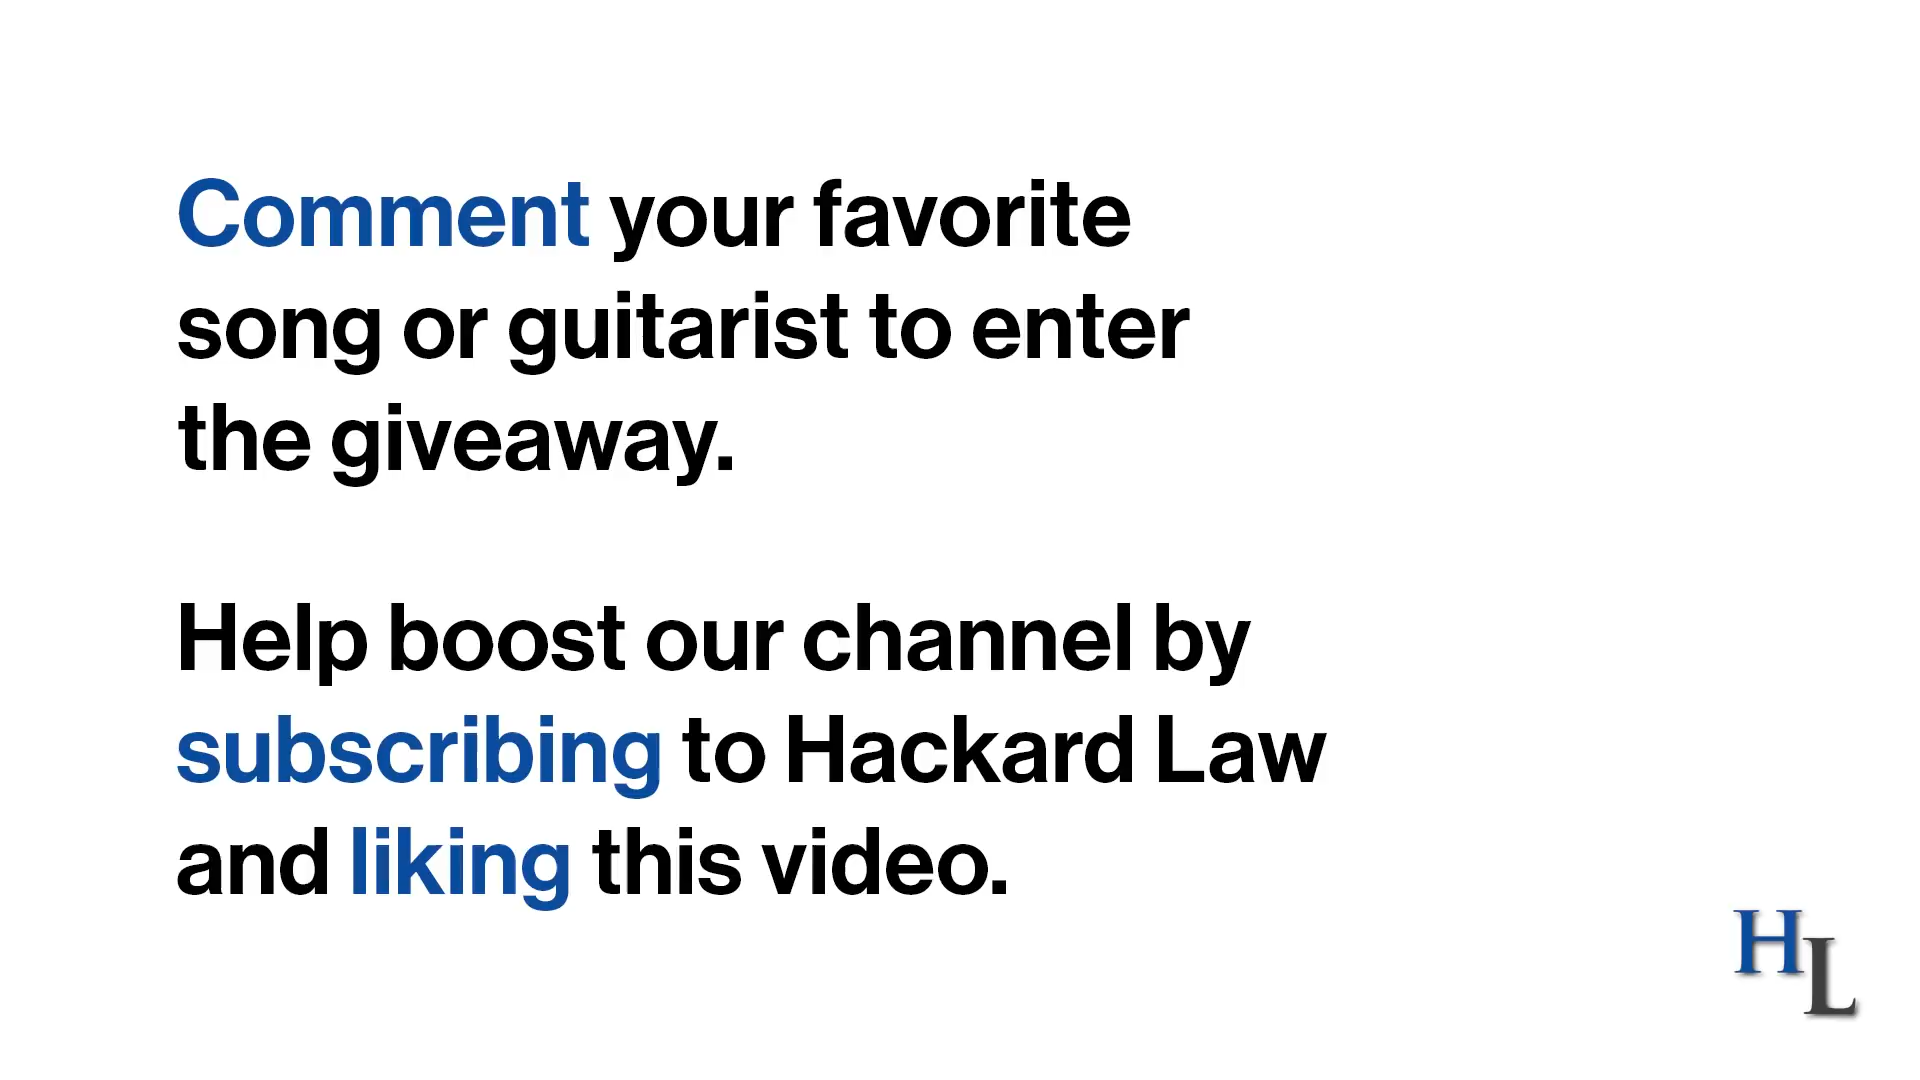 Comment your favorite
song or guitarist to enter
the giveaway.
Help boost our channel by
subscribing to Hackard Law
and liking this video.
HL